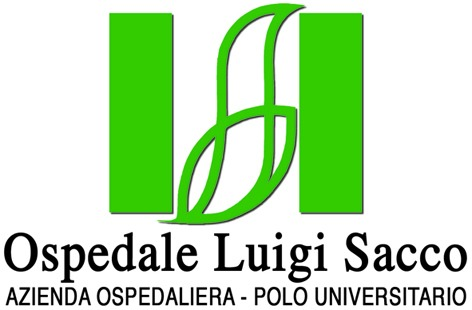 Ospedale Luigi Sacco
AZIENDA OSPEDALIERA - POLO UNIVERSITARIO